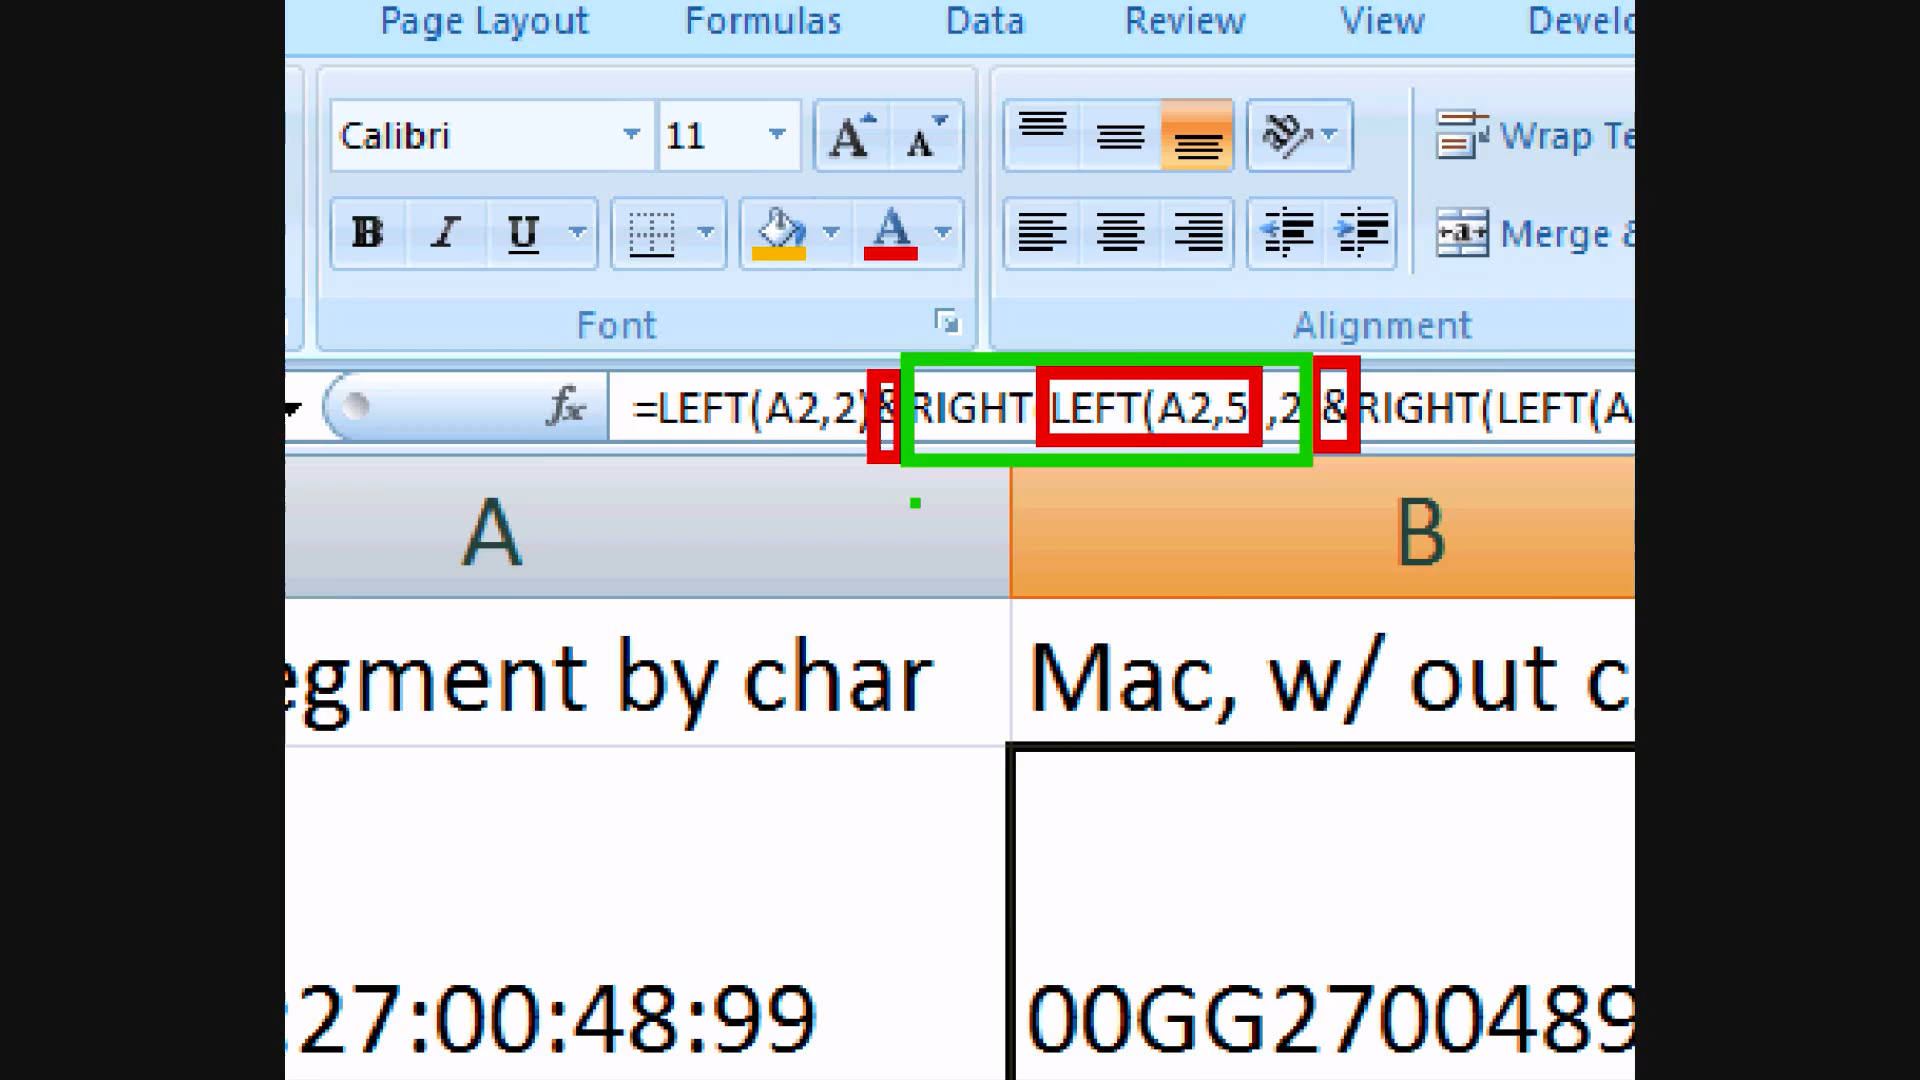 Page Layout Formulas Data Review View Develo
Calibri 11 A A Wrap Te
B I U A Merge &
Font Alignment
fx =LEFT(A2,2)&RIGHT(LEFT(A2,5),2)&RIGHT(LEFT(A
A B
egment by char Mac, w/ out c
:27:00:48:99 00GG2700489